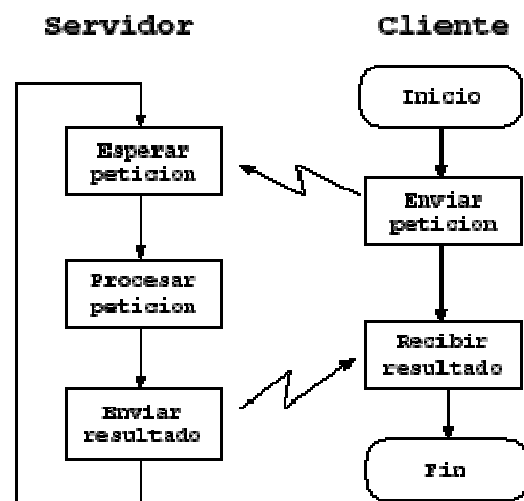 Servidor
Cliente
Inicio
Esperar
peticion
Enviar
peticion
Procesar
peticion
Recibir
resultado
Enviar
resultado
Fin